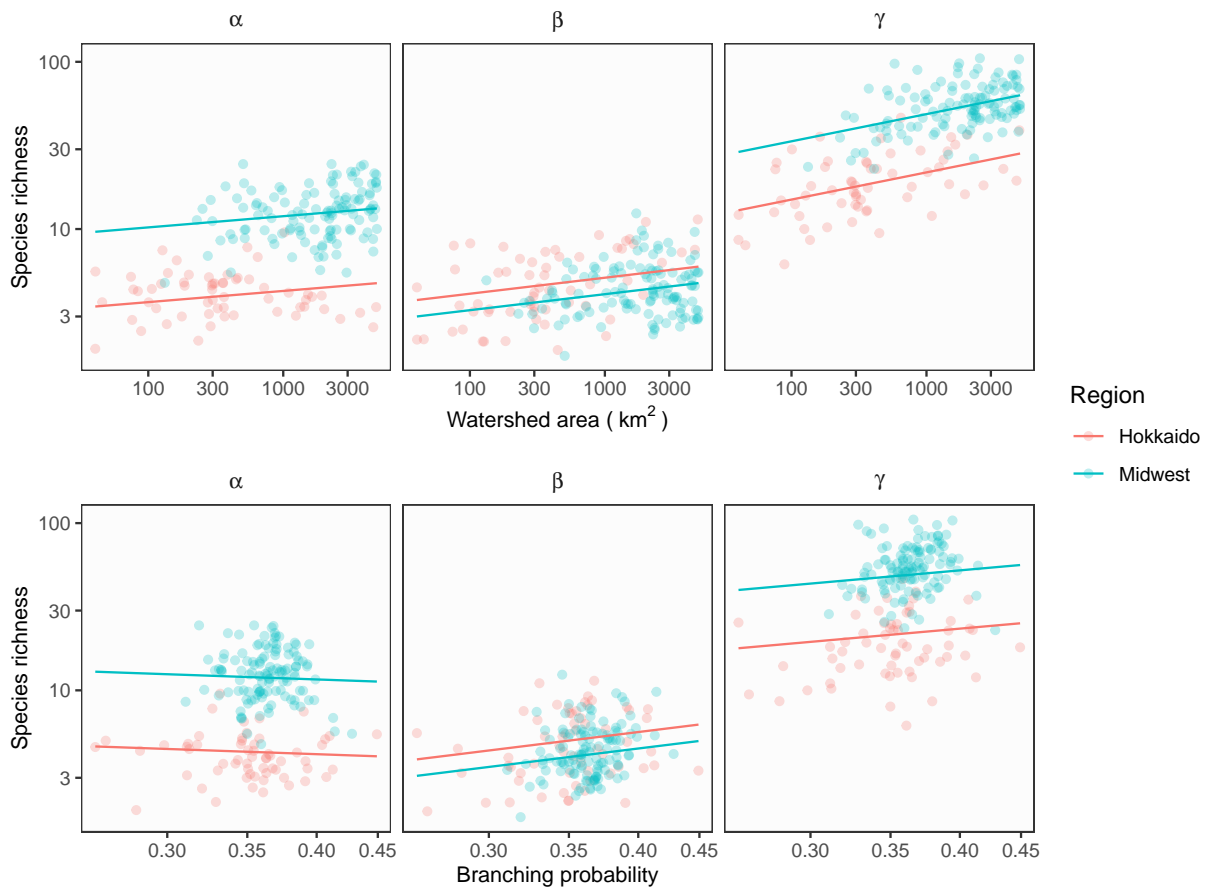 α β γ
Species richness
100
30
10
3
100 300 1000 3000 100 300 1000 3000 100 300 1000 3000
Watershed area ( km² )
Region
Hokkaido
Midwest
α β γ
Species richness
100
30
10
3
0.30 0.35 0.40 0.45 0.30 0.35 0.40 0.45 0.30 0.35 0.40 0.45
Branching probability